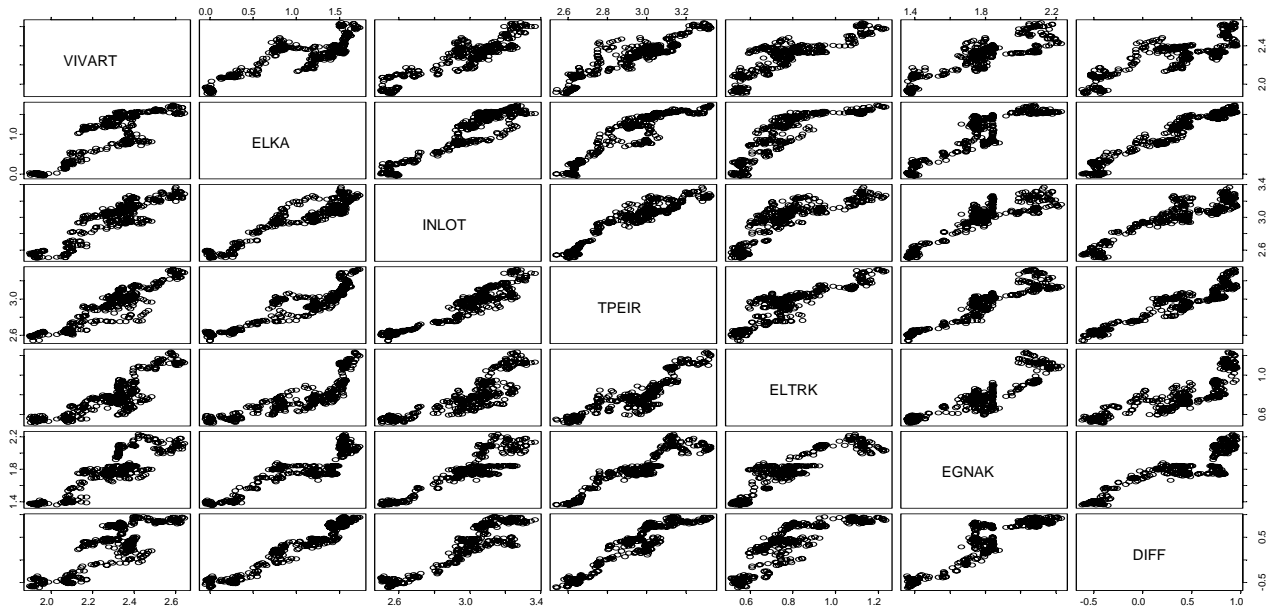 0.0 0.5 1.0 1.5 2.6 2.8 3.0 3.2 1.4 1.8 2.2
VIVART 2.0 2.4
0.0 1.0 ELKA
INLOT 2.6 3.0 3.4
2.6 3.0 TPEIR
ELTRK 0.6 1.0
1.4 1.8 2.2 EGNAK
DIFF -0.5 0.5
2.0 2.2 2.4 2.6 2.6 3.0 3.4 0.6 0.8 1.0 1.2 -0.5 0.0 0.5 1.0